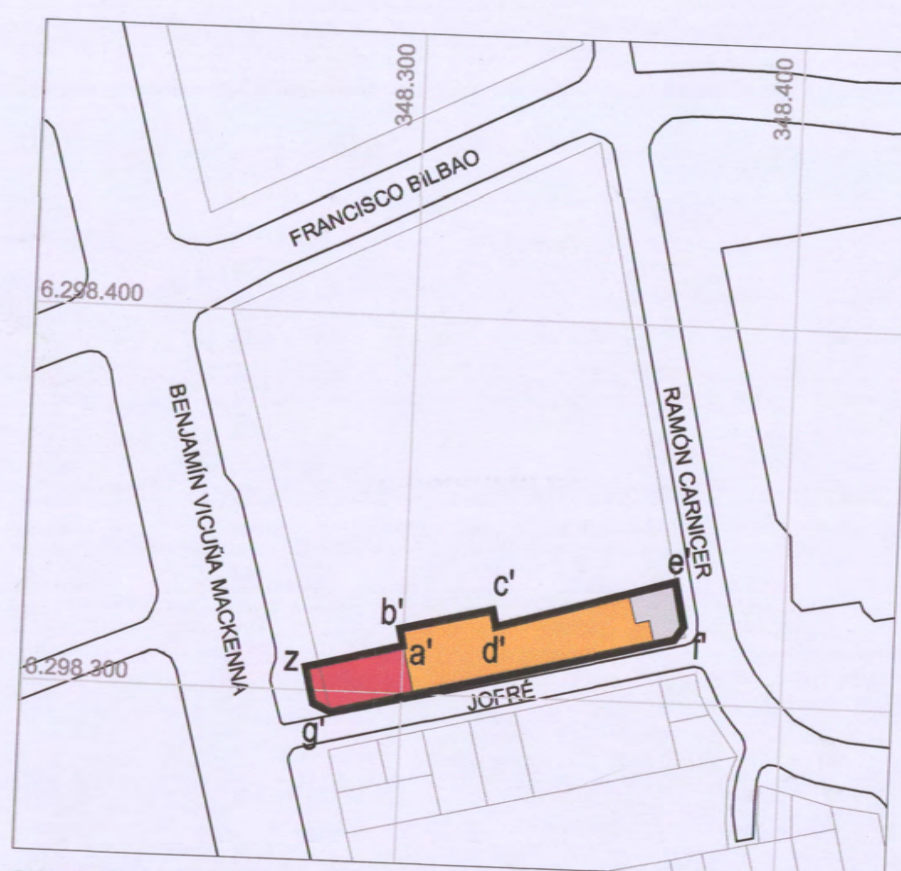 348.300
348.400
FRANCISCO BILBAO
6.298.400
BENJAMÍN VICUÑA MACKENNA
RAMÓN CARNICER
e'
c'
b'
a'
d'
z
f'
6.298.300
JOFRÉ
g'